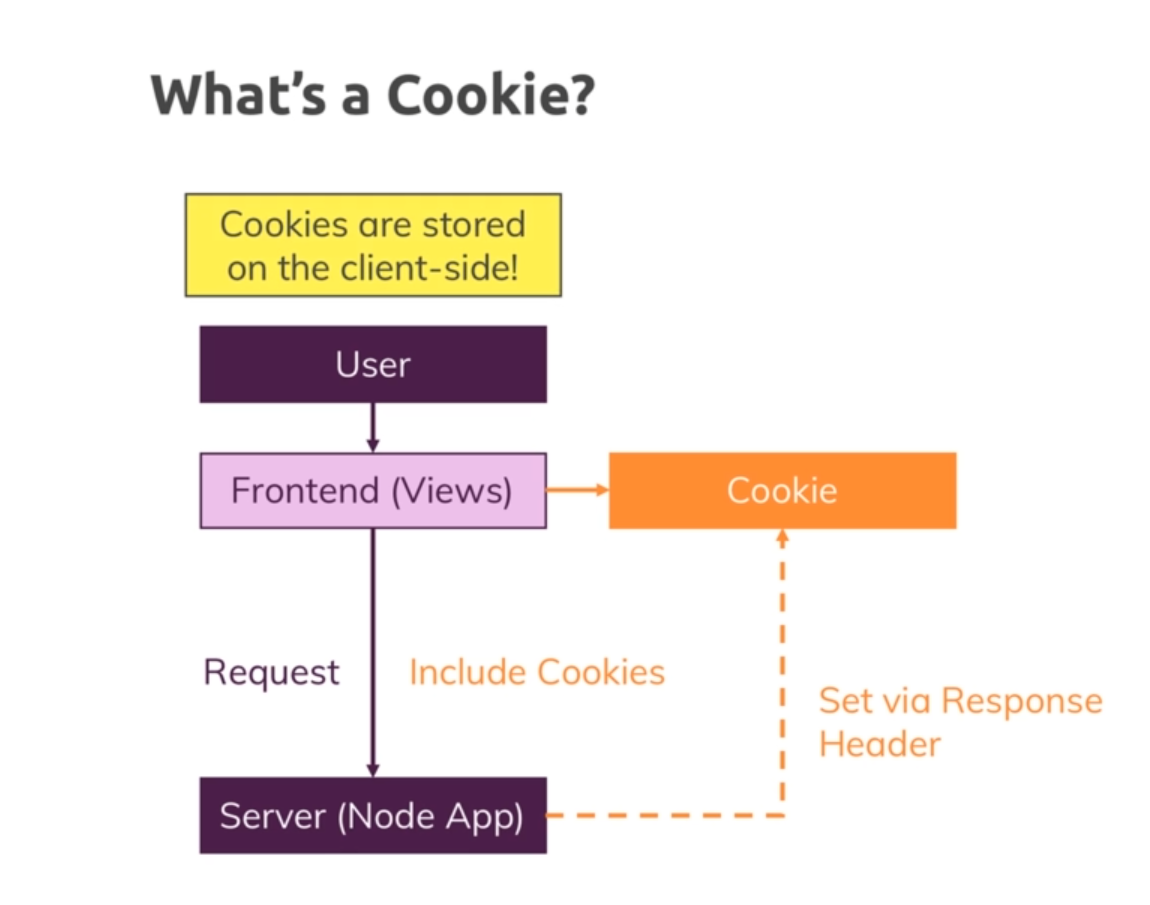 What's a Cookie?
Cookies are stored
on the client-side!
User
Frontend (Views)
Cookie
Request
Include Cookies
Set via Response
Header
Server (Node App)